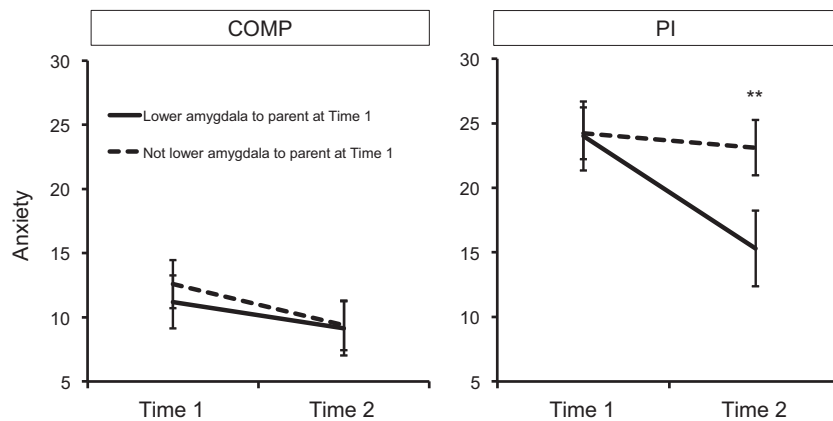 COMP
PI
30
25
20
15
10
5
Anxiety
Lower amygdala to parent at Time 1
Not lower amygdala to parent at Time 1
Time 1
Time 2
30
25
20
15
10
5
**
Time 1
Time 2